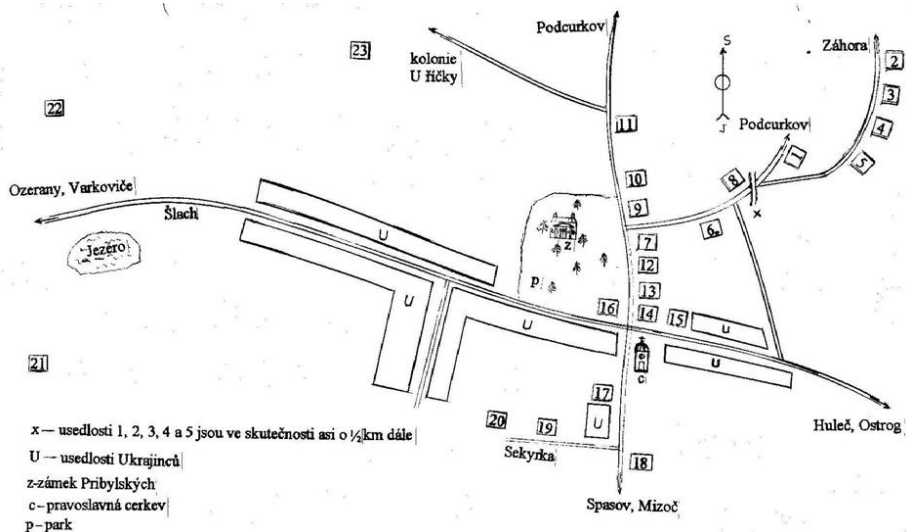 Podcurkov
23
kolonie
U říčky
S
J
Záhora
2
3
4
5
22
11
Podcurkov
1
10
8
9
x
6
Ozerany, Varkoviče
Šlach
U
z
7
Jezero
12
p
13
16
14
15
U
U
U
U
c
21
17
20
19
U
Sekyrka
18
Huleč, Ostrog
Spasov, Mizoč
x — usedlosti 1, 2, 3, 4 a 5 jsou ve skutečnosti asi o ½ km dále
U — usedlosti Ukrajinců
z-zámek Pribylských
c – pravoslavná cerkev
p – park